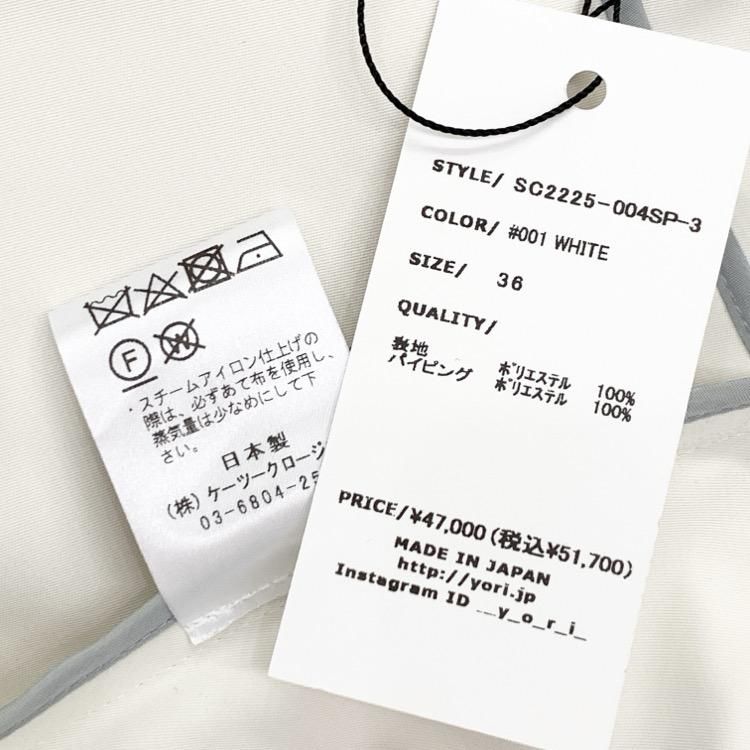 F
W
・スチームアイロン仕上げの
際は、必ずあて布を使用し、
蒸気量は少なめにして下
さい。
日本製
(株)ケーツークロージ
03-6804-25
STYLE/ SC2225-004SP-3
COLOR/ #001 WHITE
SIZE/ 36
QUALITY/
表地 ポリエステル 100%
パイピング ポリエステル 100%
PRICE/¥47,000(税込¥51,700)
MADE IN JAPAN
http://yori.jp
Instagram ID __y_o_r_i_